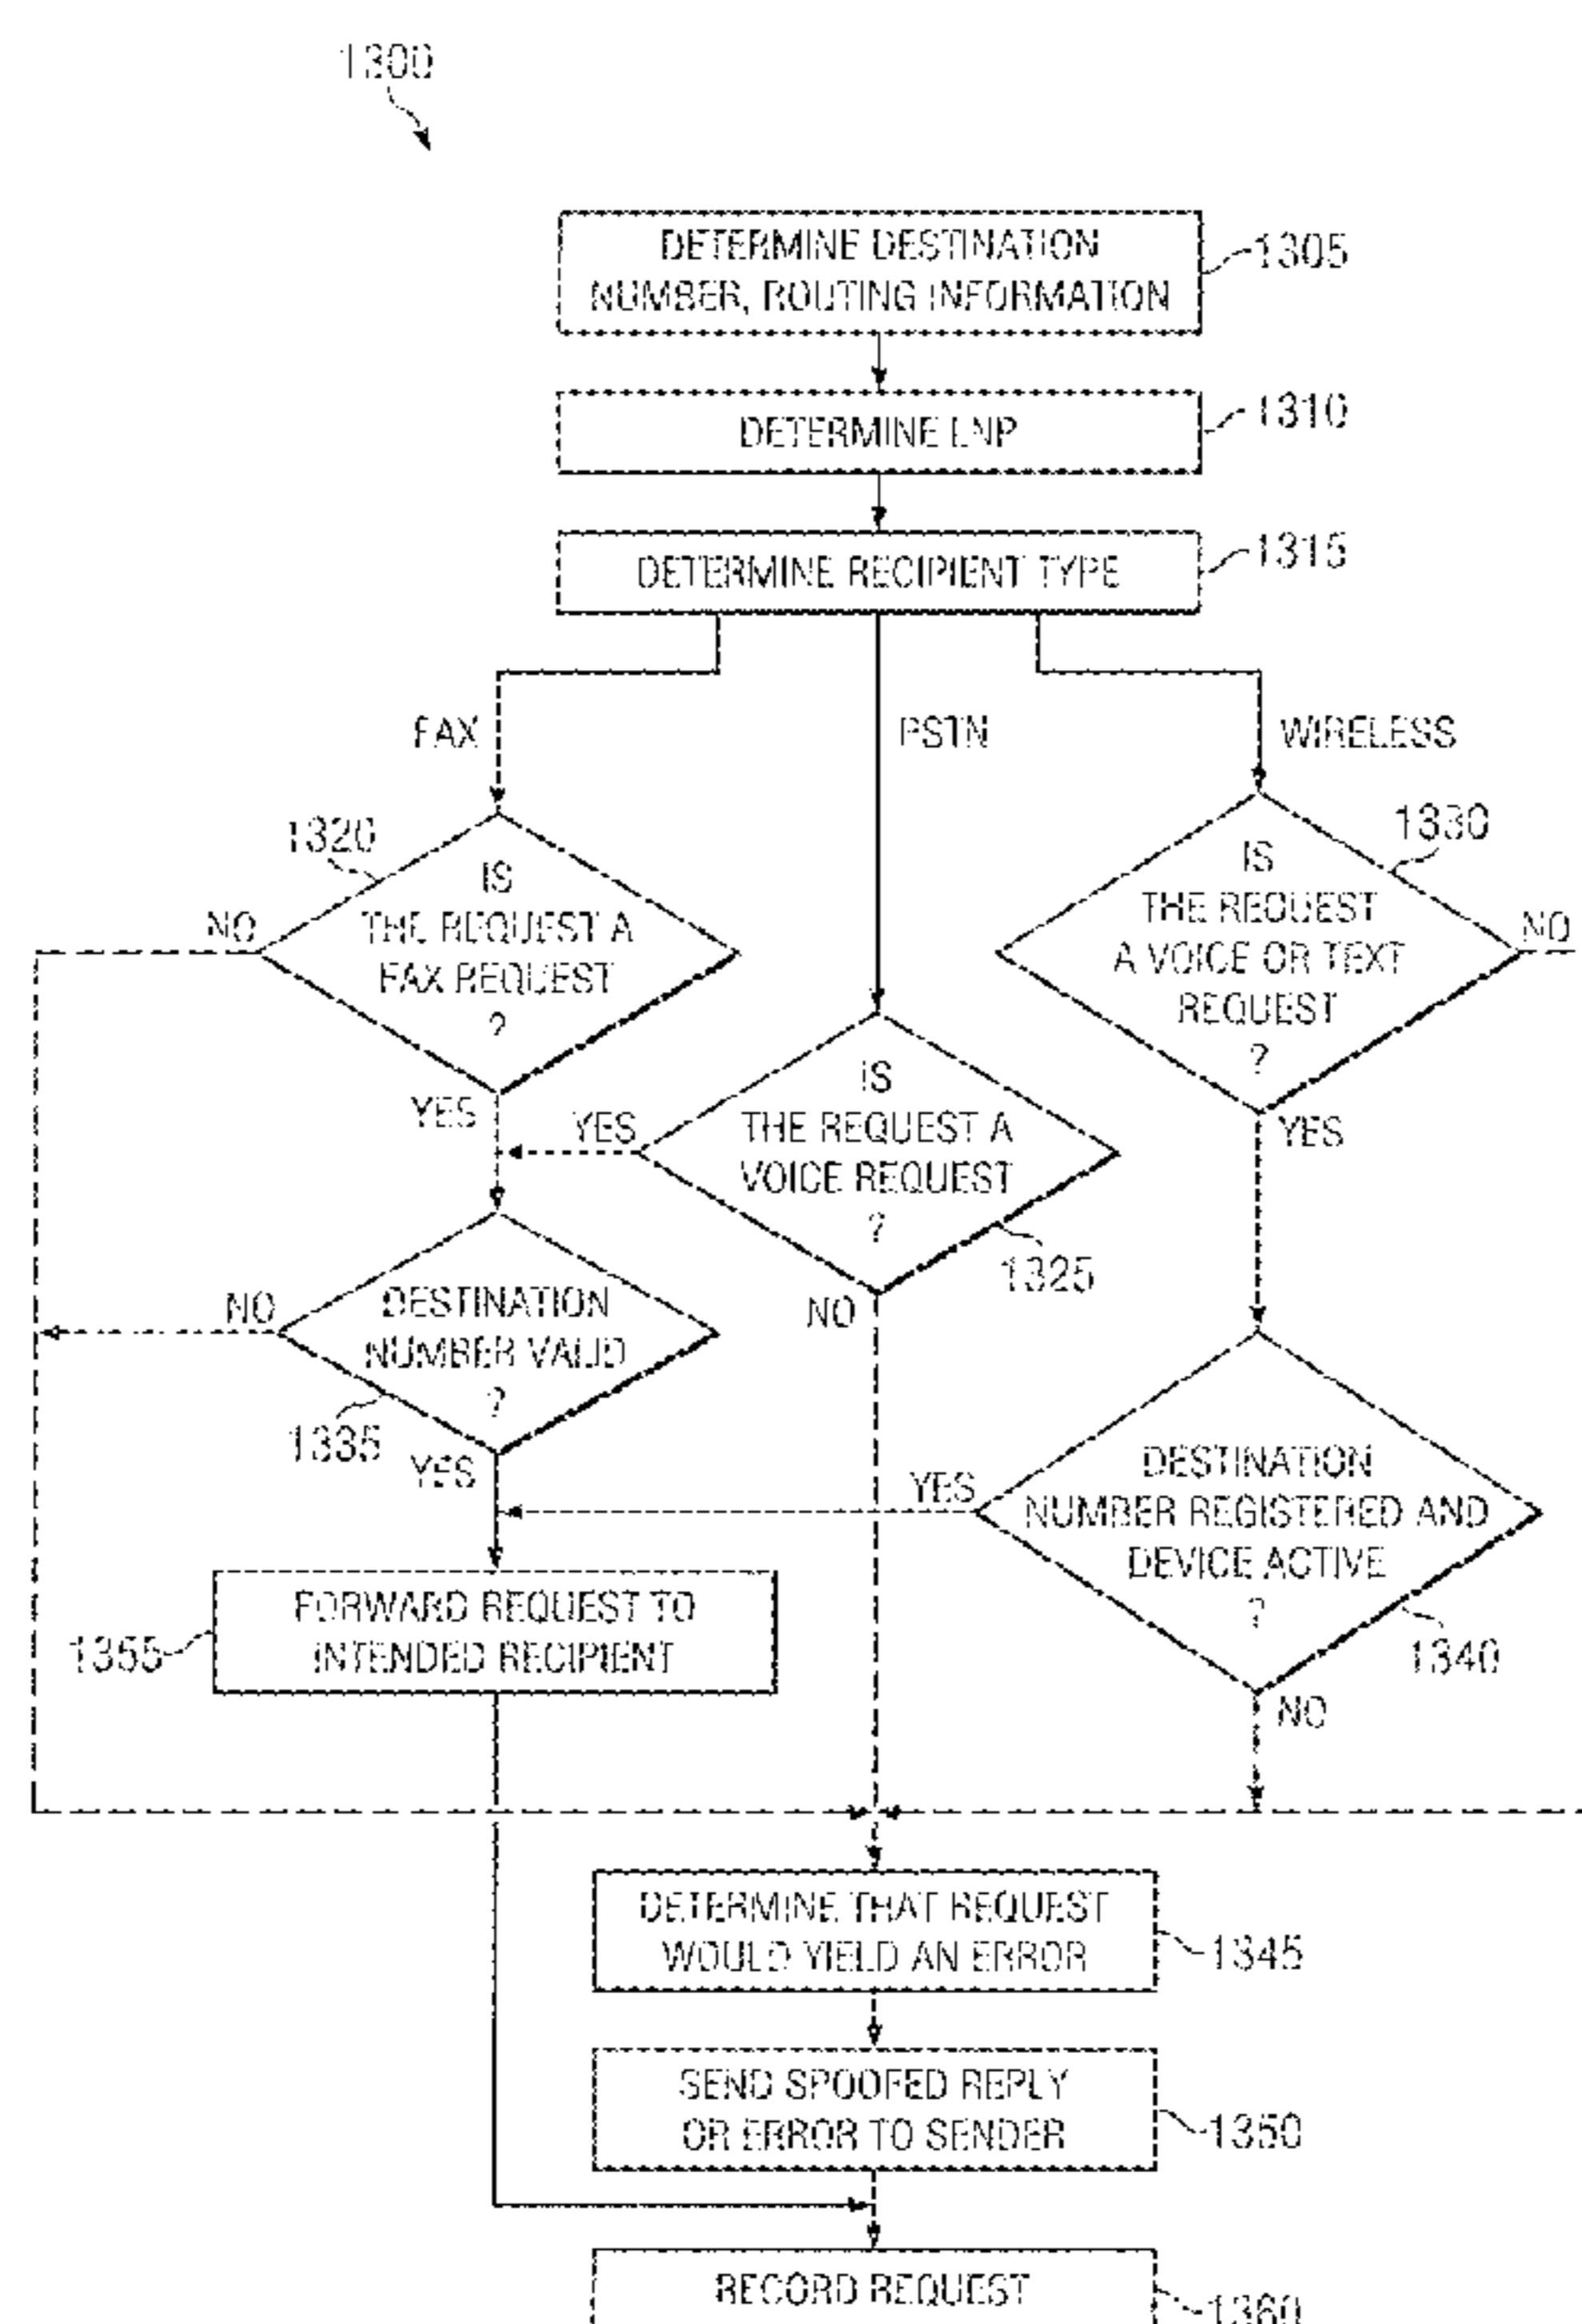 1300
DETERMINE DESTINATION
NUMBER, ROUTING INFORMATION
1305
DETERMINE LNP
1310
DETERMINE RECIPIENT TYPE
1315
FAX
PSTN
WIRELESS
1320
IS
THE REQUEST A
FAX REQUEST
?
NO
YES
1330
IS
THE REQUEST
A VOICE OR TEXT
REQUEST
?
NO
YES
IS
THE REQUEST A
VOICE REQUEST
?
YES
1325
NO
DESTINATION
NUMBER VALID
?
NO
1335
YES
DESTINATION
NUMBER REGISTERED AND
DEVICE ACTIVE
?
YES
1340
NO
FORWARD REQUEST TO
INTENDED RECIPIENT
1355
DETERMINE THAT REQUEST
WOULD YIELD AN ERROR
1345
SEND SPOOFED REPLY
OR ERROR TO SENDER
1350
RECORD REQUEST
1360